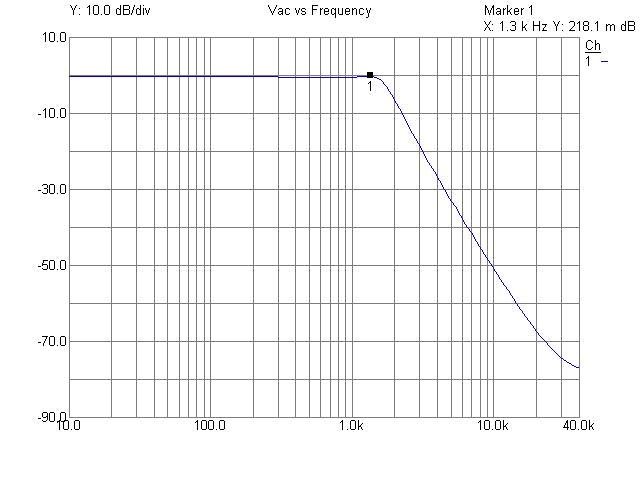 Y: 10.0 dB/div Vac vs Frequency Marker 1
X: 1.3 k Hz Y: 218.1 m dB
10.0
Ch
1
1
-10.0
-30.0
-50.0
-70.0
-90.0
10.0 100.0 1.0k 10.0k 40.0k